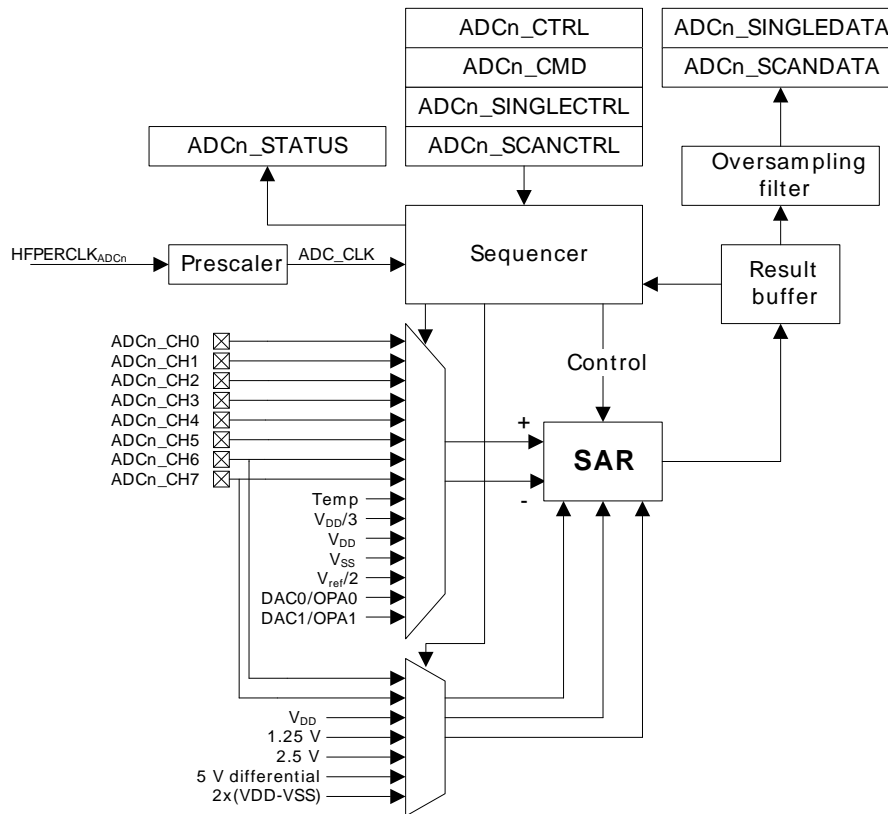 ADCn_CTRL
ADCn_CMD
ADCn_SINGLECTRL
ADCn_SCANCTRL
ADCn_SINGLEDATA
ADCn_SCANDATA
ADCn_STATUS
Oversampling
filter
HFPERCLKADCn
Prescaler
ADC_CLK
Sequencer
Result
buffer
ADCn_CH0
ADCn_CH1
ADCn_CH2
ADCn_CH3
ADCn_CH4
ADCn_CH5
ADCn_CH6
ADCn_CH7
Temp
VDD/3
VDD
VSS
Vref/2
DAC0/OPA0
DAC1/OPA1
Control
+
SAR
-
VDD
1.25 V
2.5 V
5 V differential
2x(VDD-VSS)